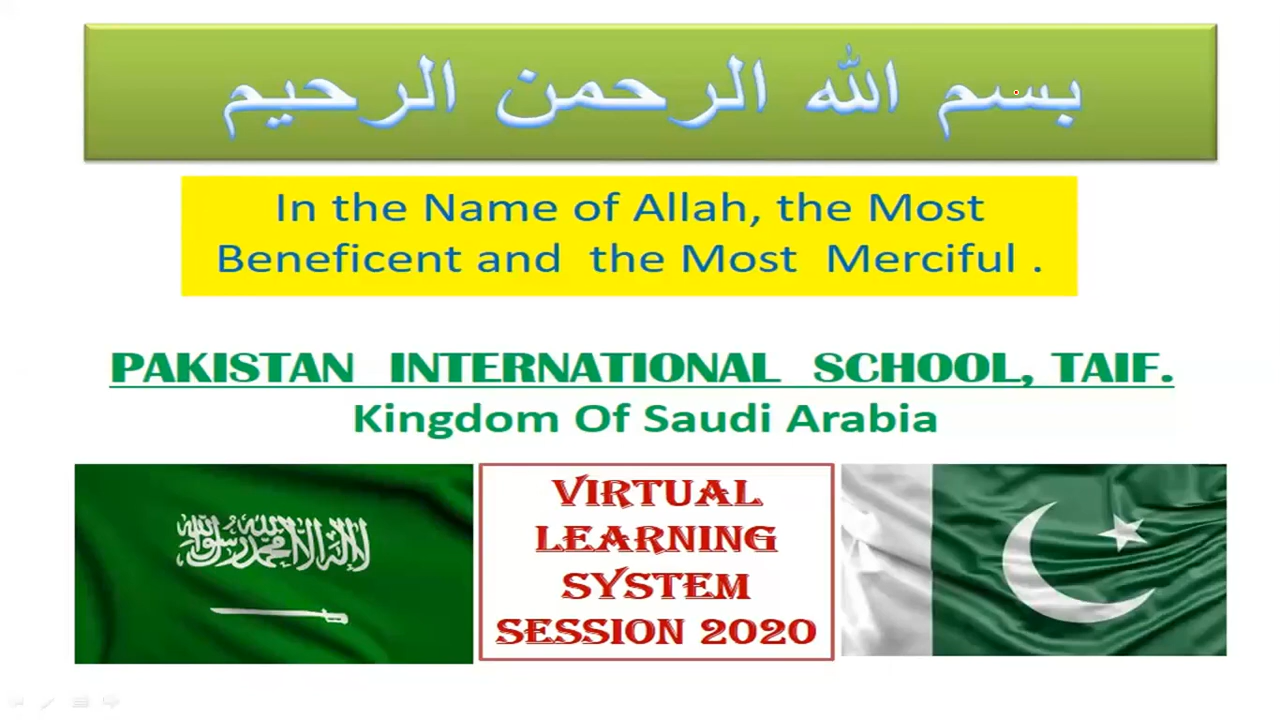 بسم الله الرحمن الرحيم
In the Name of Allah, the Most
Beneficent and the Most Merciful .
PAKISTAN INTERNATIONAL SCHOOL, TAIF.
Kingdom Of Saudi Arabia
لا إله إلا الله محمد رسول الله
VIRTUAL
LEARNING
SYSTEM
SESSION 2020